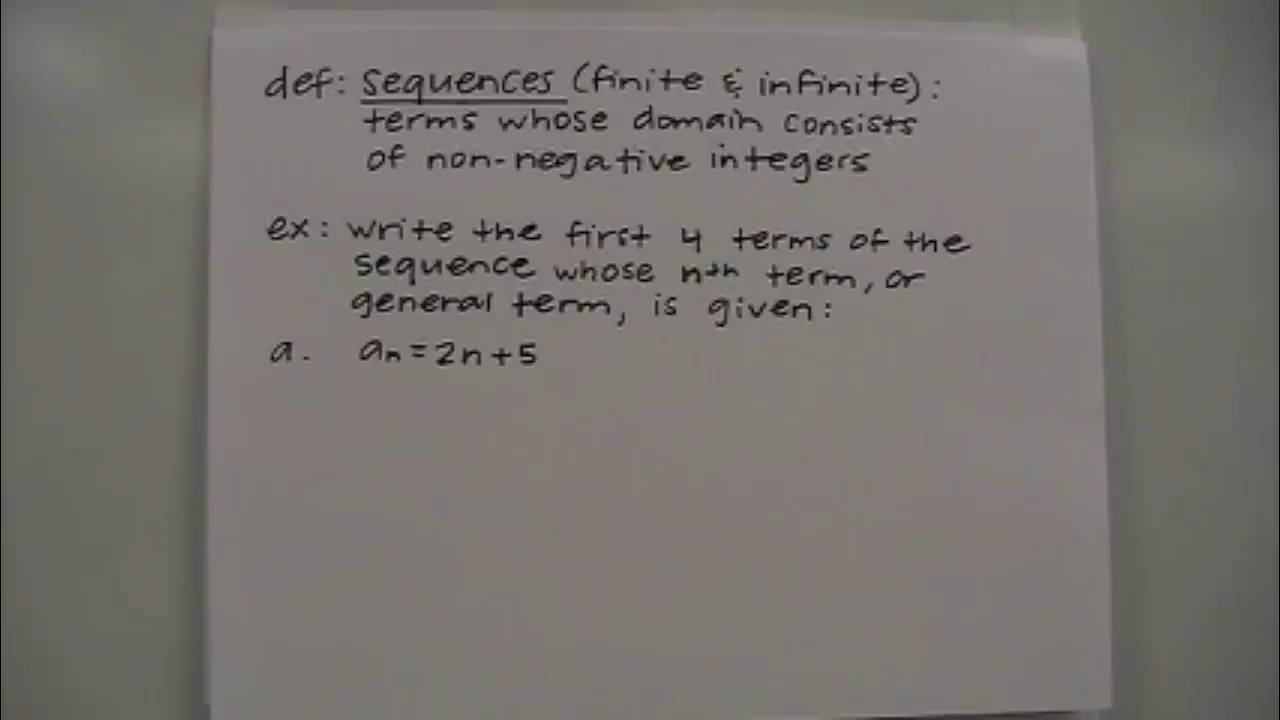 def: sequences (finite & infinite):
terms whose domain consists
of non-negative integers
ex: write the first 4 terms of the
sequence whose nth term, or
general term, is given:
a. an = 2n + 5